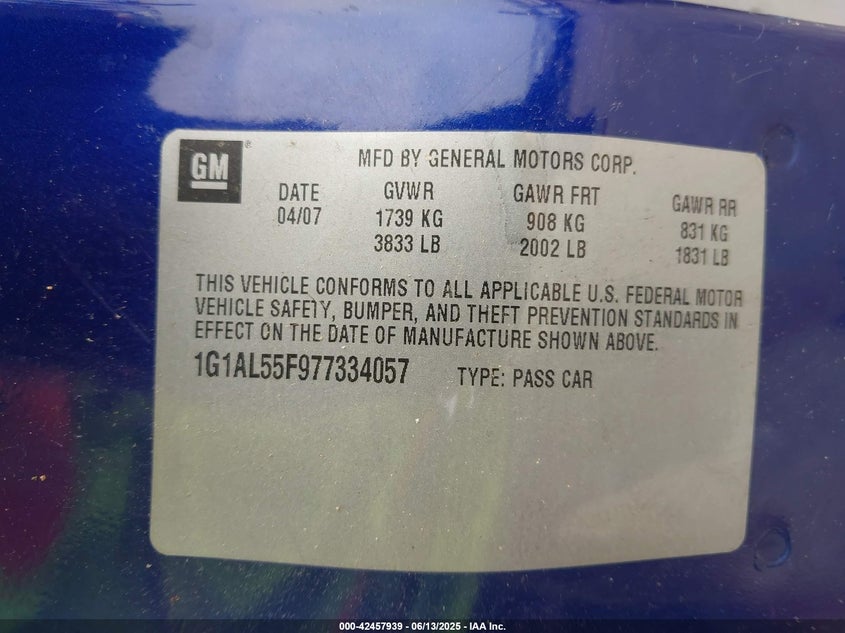 GM ®
MFD BY GENERAL MOTORS CORP.
DATE GVWR GAWR FRT GAWR RR
04/07 1739 KG 908 KG 831 KG
3833 LB 2002 LB 1831 LB
THIS VEHICLE CONFORMS TO ALL APPLICABLE U.S. FEDERAL MOTOR
VEHICLE SAFETY, BUMPER, AND THEFT PREVENTION STANDARDS IN
EFFECT ON THE DATE OF MANUFACTURE SHOWN ABOVE.
1G1AL55F977334057 TYPE: PASS CAR
000-42457939 - 06/13/2025 - IAA Inc.